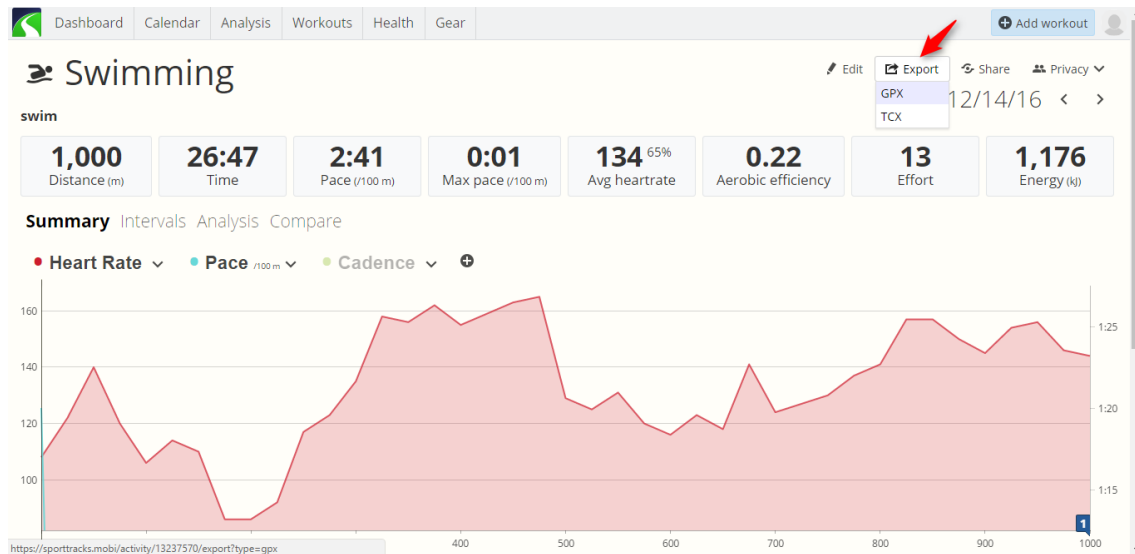 Dashboard Calendar Analysis Workouts Health Gear Add workout
Swimming
Edit Export Share Privacy
GPX
TCX
12/14/16
swim
1,000 26:47 2:41 0:01 134 65% 0.22 13 1,176
Distance (m) Time Pace (/100 m) Max pace (/100 m) Avg heartrate Aerobic efficiency Effort Energy (kJ)
Summary Intervals Analysis Compare
Heart Rate Pace /100 m Cadence
160
1:25
140
1:20
120
100
1:15
1
400 500 600 700 800 900 1000
https://sporttracks.mobi/activity/13237570/export?type=gpx